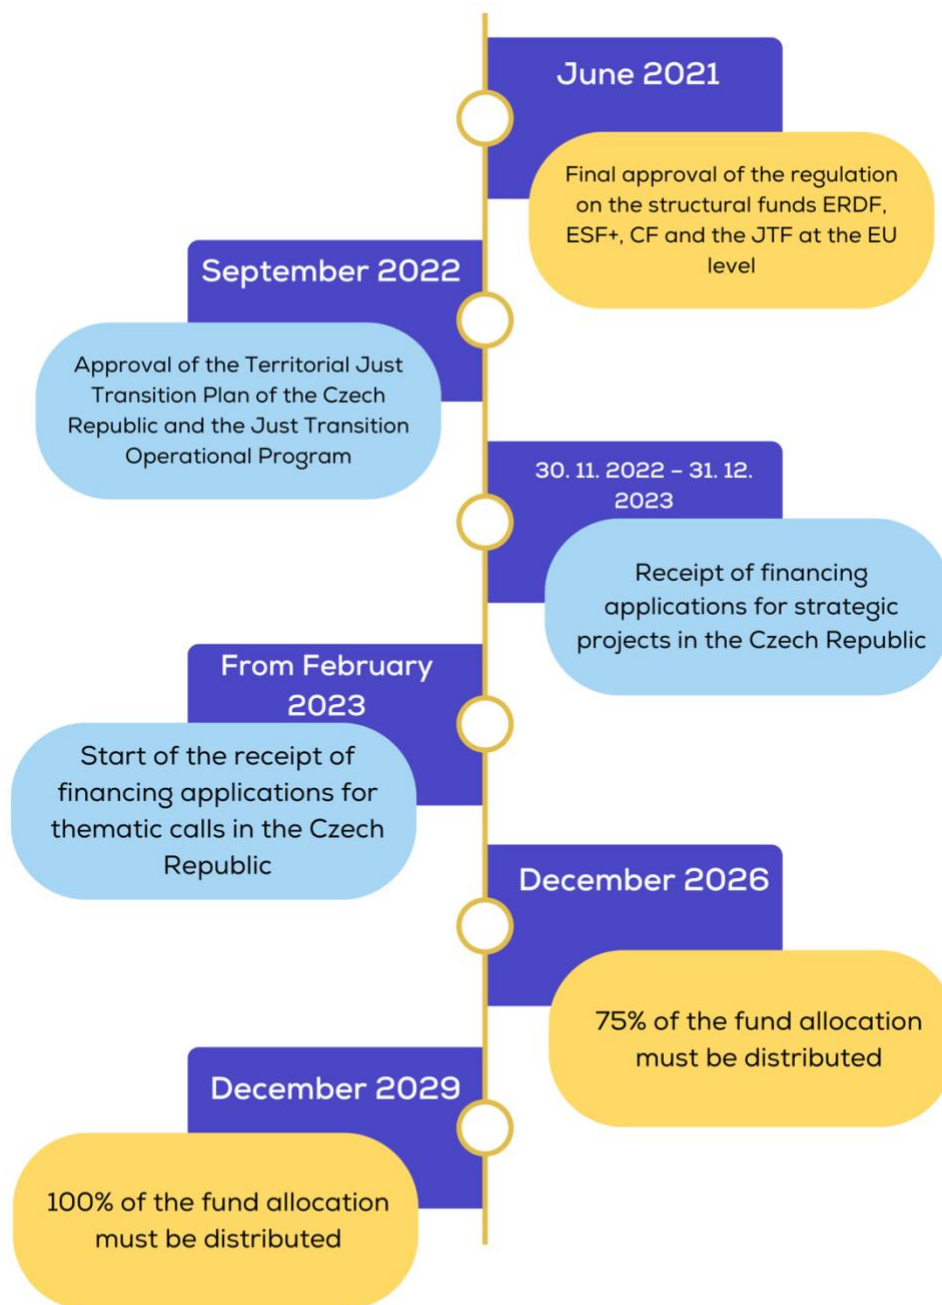 June 2021
Final approval of the regulation
on the structural funds ERDF,
ESF+, CF and the JTF at the EU
level
September 2022
Approval of the Territorial Just
Transition Plan of the Czech
Republic and the Just Transition
Operational Program
30. 11. 2022 – 31. 12.
2023
Receipt of financing
applications for strategic
projects in the Czech Republic
From February
2023
Start of the receipt of
financing applications for
thematic calls in the Czech
Republic
December 2026
75% of the fund allocation
must be distributed
December 2029
100% of the fund allocation
must be distributed